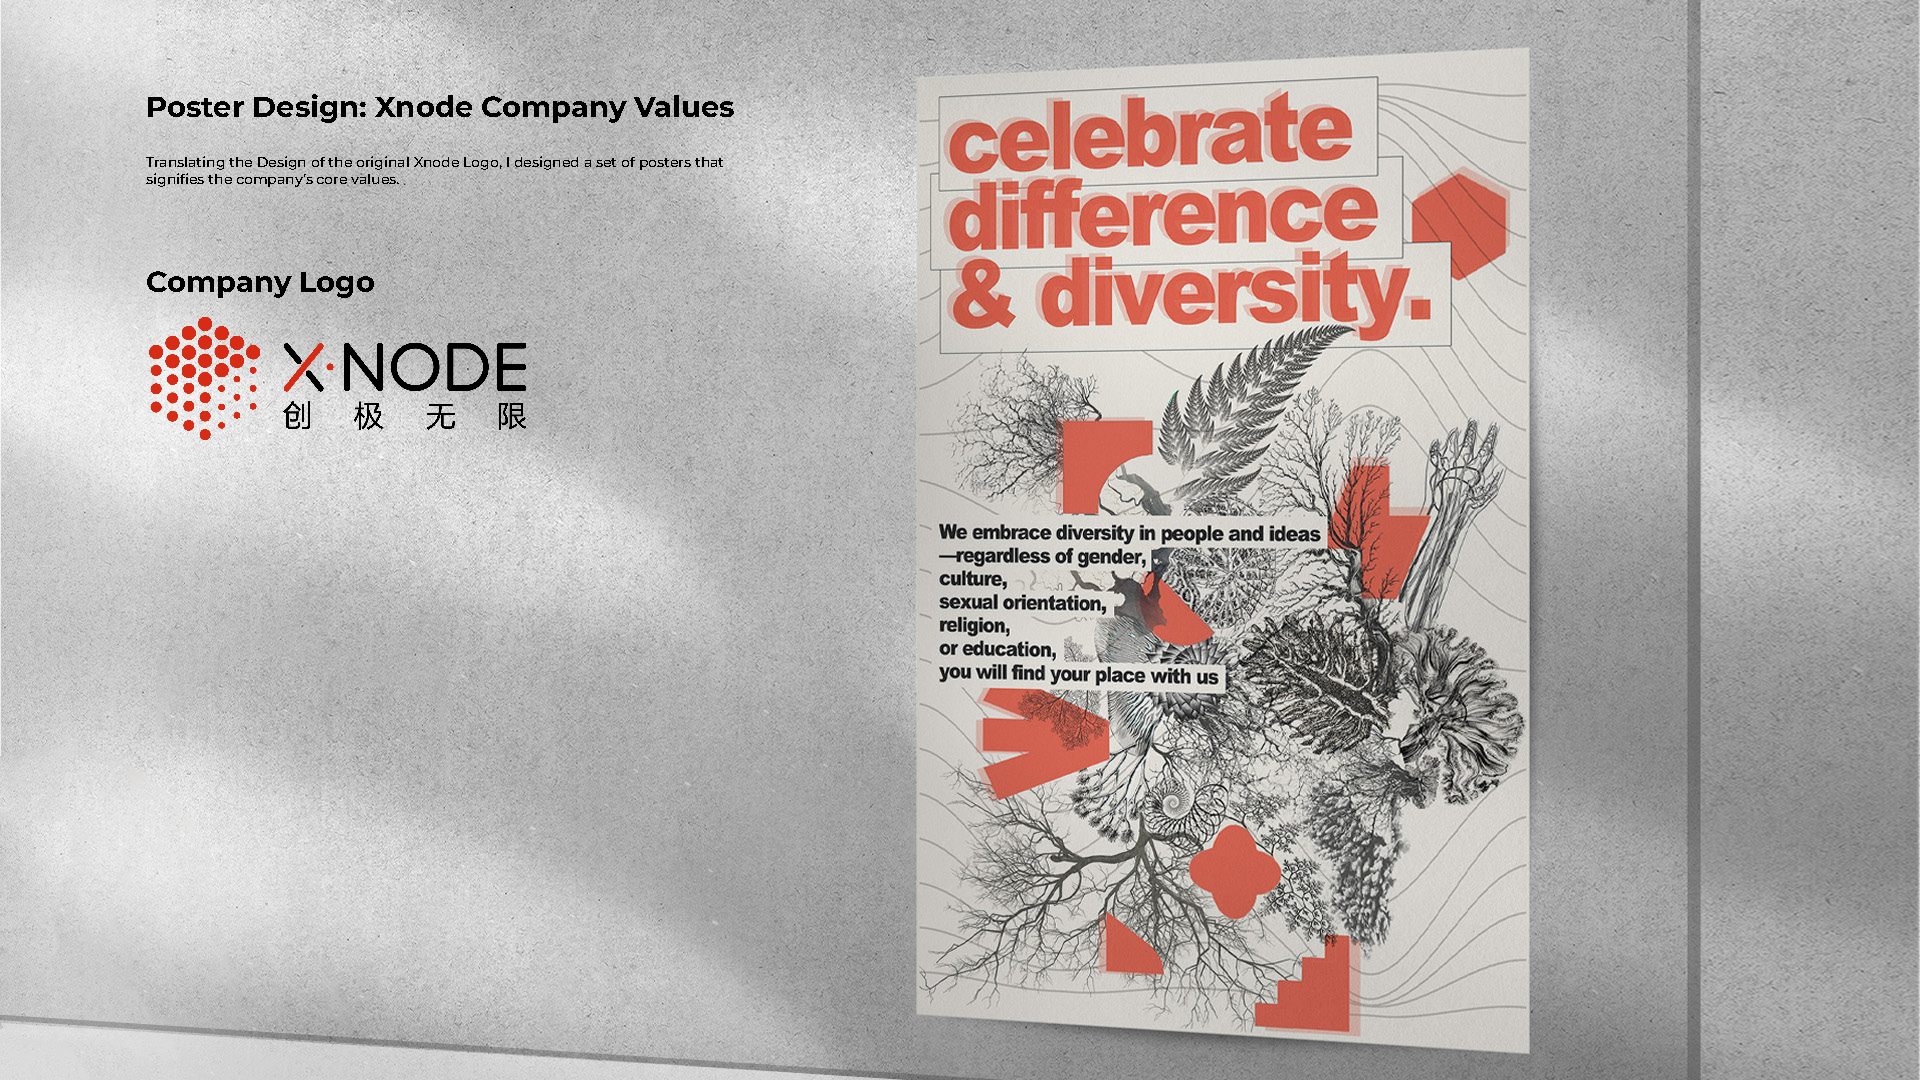 Poster Design: Xnode Company Values
Translating the Design of the original Xnode Logo, I designed a set of posters that
signifies the company's core values.
Company Logo
X·NODE
创极无限
celebrate
difference
& diversity.
We embrace diversity in people and ideas
—regardless of gender,
culture,
sexual orientation,
religion,
or education,
you will find your place with us